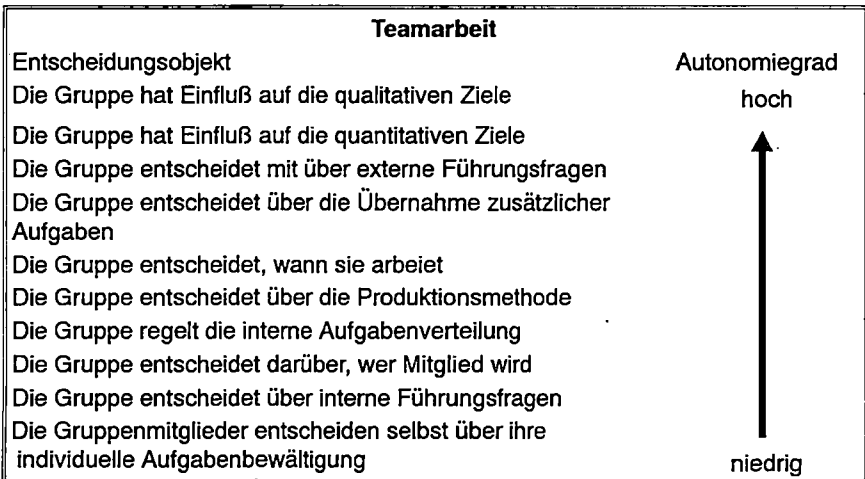 Teamarbeit
Entscheidungsobjekt Autonomiegrad
Die Gruppe hat Einfluß auf die qualitativen Ziele hoch
Die Gruppe hat Einfluß auf die quantitativen Ziele
Die Gruppe entscheidet mit über externe Führungsfragen
Die Gruppe entscheidet über die Übernahme zusätzlicher
Aufgaben
Die Gruppe entscheidet, wann sie arbeiet
Die Gruppe entscheidet über die Produktionsmethode
Die Gruppe regelt die interne Aufgabenverteilung
Die Gruppe entscheidet darüber, wer Mitglied wird
Die Gruppe entscheidet über interne Führungsfragen
Die Gruppenmitglieder entscheiden selbst über ihre
individuelle Aufgabenbewältigung niedrig